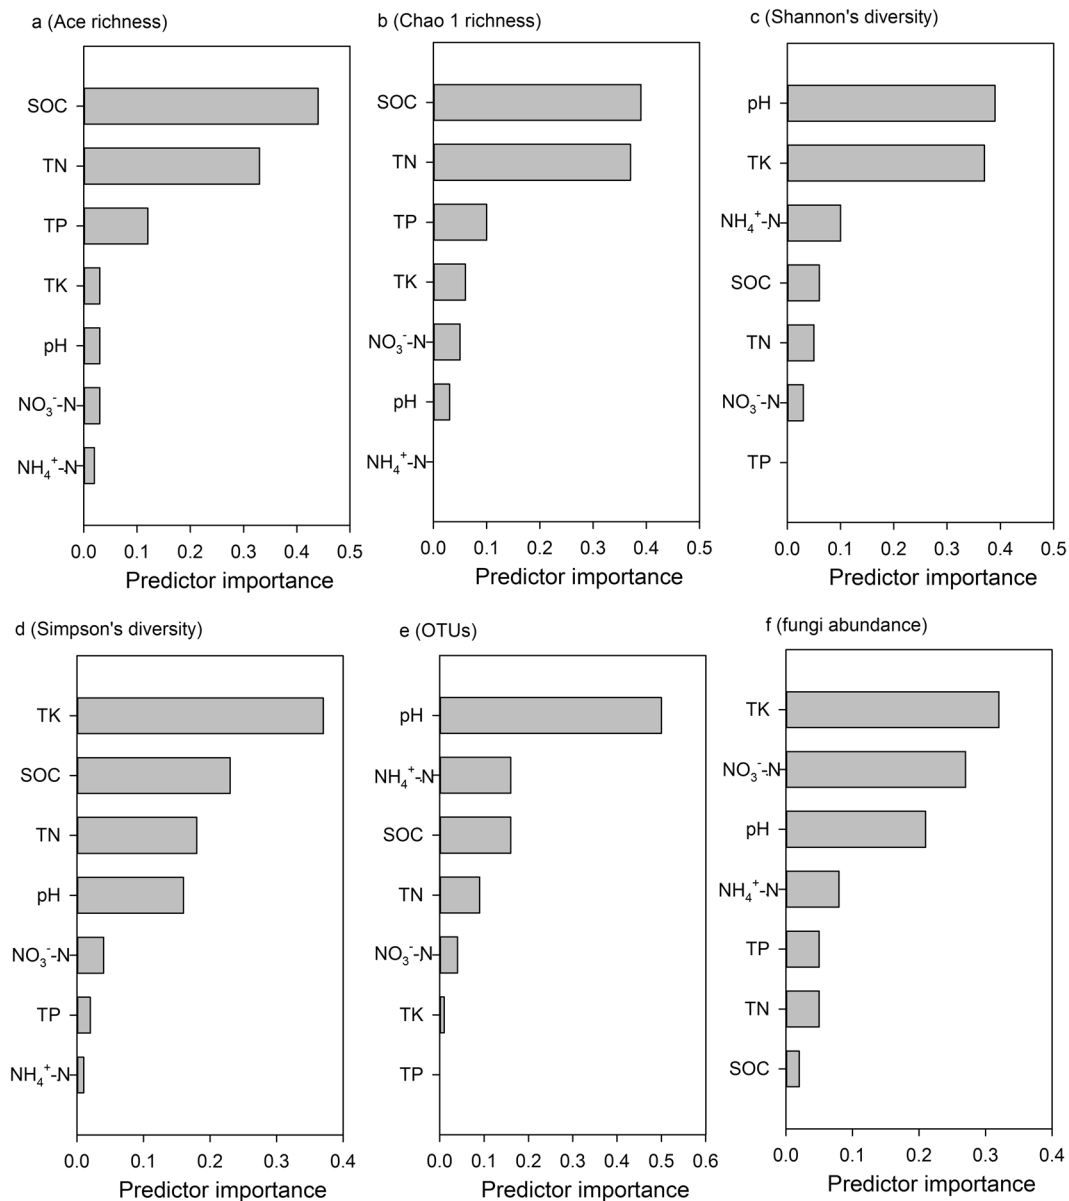 a (Ace richness)
SOC
TN
TP
TK
pH
NO₃⁻-N
NH₄⁺-N
0.0 0.1 0.2 0.3 0.4 0.5
Predictor importance
b (Chao 1 richness)
SOC
TN
TP
TK
NO₃⁻-N
pH
NH₄⁺-N
0.0 0.1 0.2 0.3 0.4 0.5
Predictor importance
c (Shannon's diversity)
pH
TK
NH₄⁺-N
SOC
TN
NO₃⁻-N
TP
0.0 0.1 0.2 0.3 0.4 0.5
Predictor importance
d (Simpson's diversity)
TK
SOC
TN
pH
NO₃⁻-N
TP
NH₄⁺-N
0.0 0.1 0.2 0.3 0.4
Predictor importance
e (OTUs)
pH
NH₄⁺-N
SOC
TN
NO₃⁻-N
TK
TP
0.0 0.1 0.2 0.3 0.4 0.5 0.6
Predictor importance
f (fungi abundance)
TK
NO₃⁻-N
pH
NH₄⁺-N
TP
TN
SOC
0.0 0.1 0.2 0.3 0.4
Predictor importance